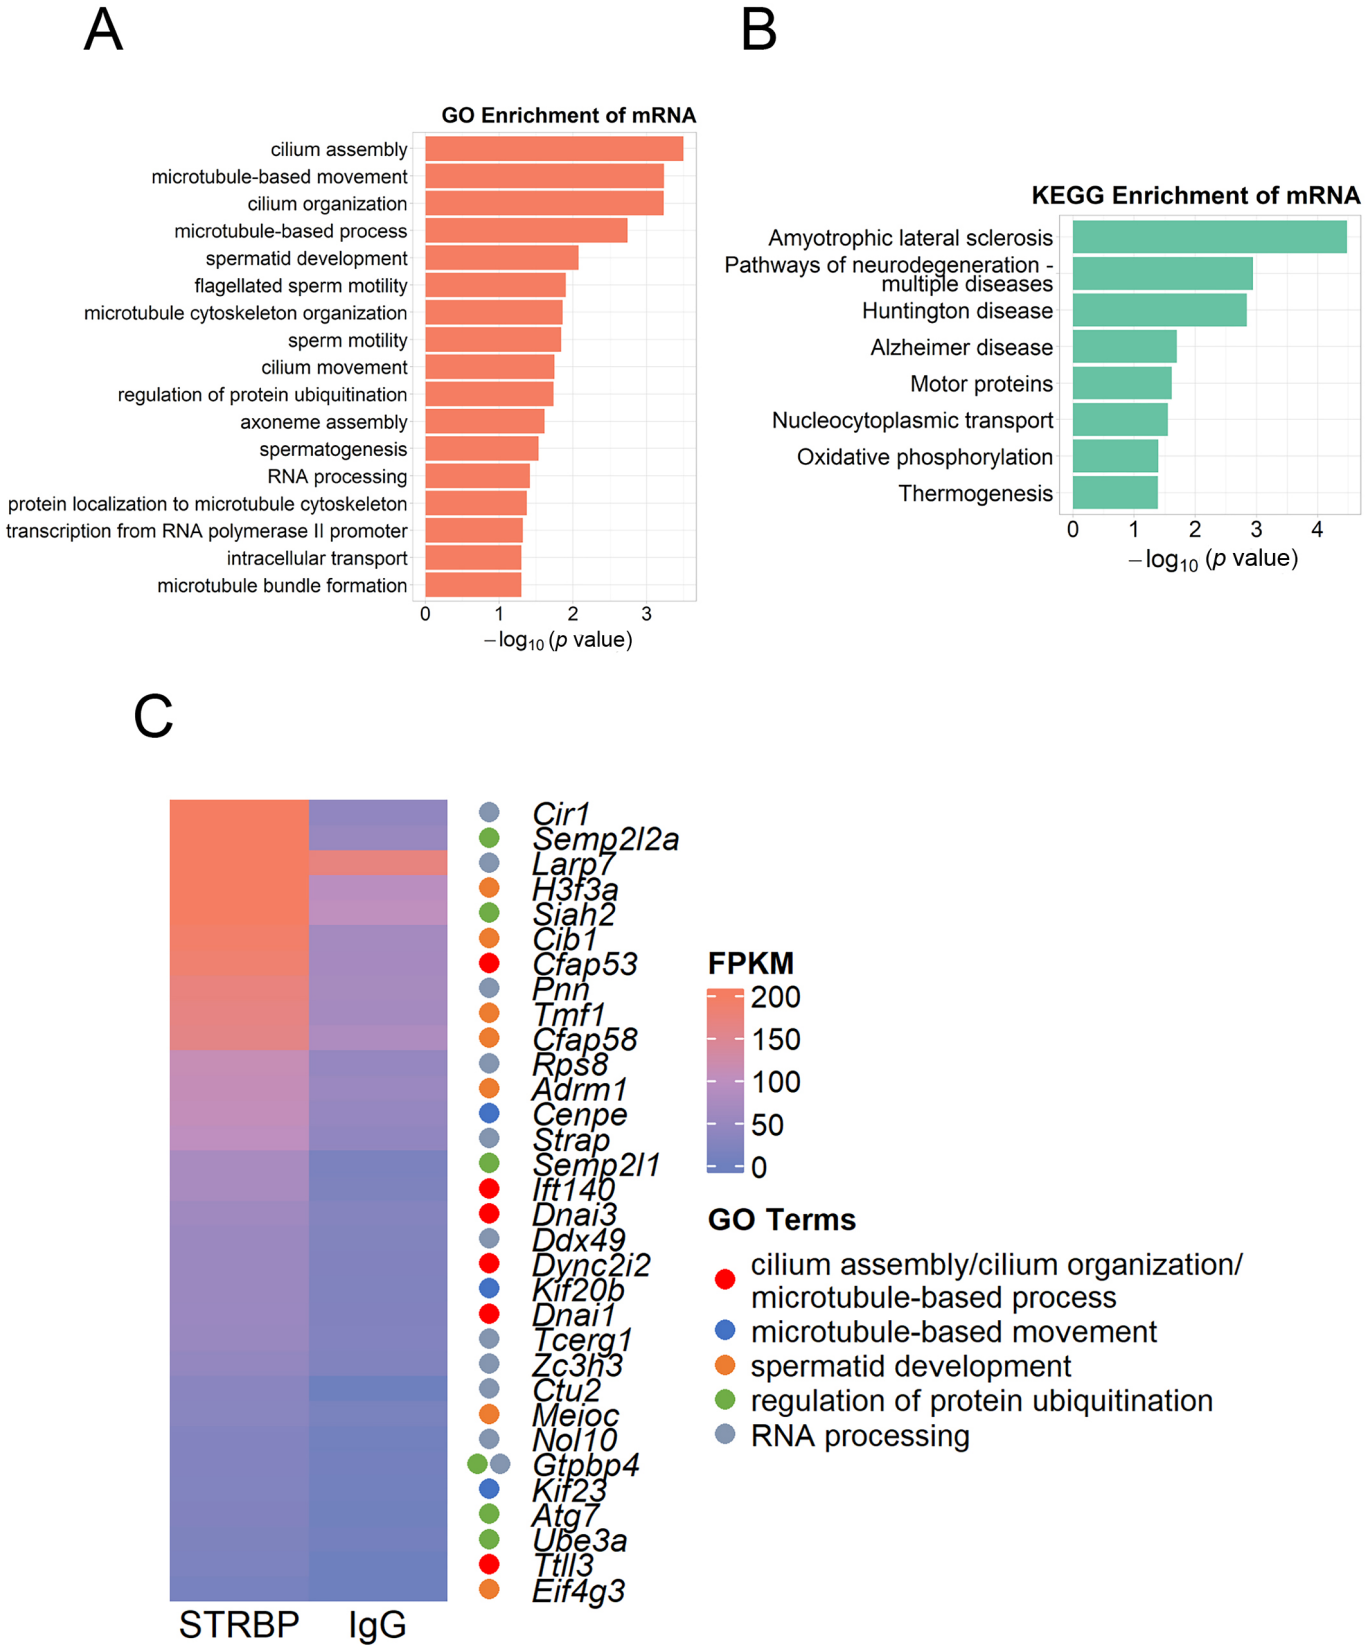 A
GO Enrichment of mRNA
cilium assembly
microtubule-based movement
cilium organization
microtubule-based process
spermatid development
flagellated sperm motility
microtubule cytoskeleton organization
sperm motility
cilium movement
regulation of protein ubiquitination
axoneme assembly
spermatogenesis
RNA processing
protein localization to microtubule cytoskeleton
transcription from RNA polymerase II promoter
intracellular transport
microtubule bundle formation
0 1 2 3
−log10 (p value)
B
KEGG Enrichment of mRNA
Amyotrophic lateral sclerosis
Pathways of neurodegeneration -
multiple diseases
Huntington disease
Alzheimer disease
Motor proteins
Nucleocytoplasmic transport
Oxidative phosphorylation
Thermogenesis
0 1 2 3 4
−log10 (p value)
C
Cir1
Semp2l2a
Larp7
H3f3a
Siah2
Cib1
Cfap53
Pnn
Tmf1
Cfap58
Rps8
Adrm1
Cenpe
Strap
Semp2l1
Ift140
Dnai3
Ddx49
Dync2i2
Kif20b
Dnai1
Tcerg1
Zc3h3
Ctu2
Meioc
Nol10
Gtpbp4
Kif23
Atg7
Ube3a
Ttll3
Eif4g3
STRBP IgG
FPKM
200
150
100
50
0
GO Terms
cilium assembly/cilium organization/
microtubule-based process
microtubule-based movement
spermatid development
regulation of protein ubiquitination
RNA processing